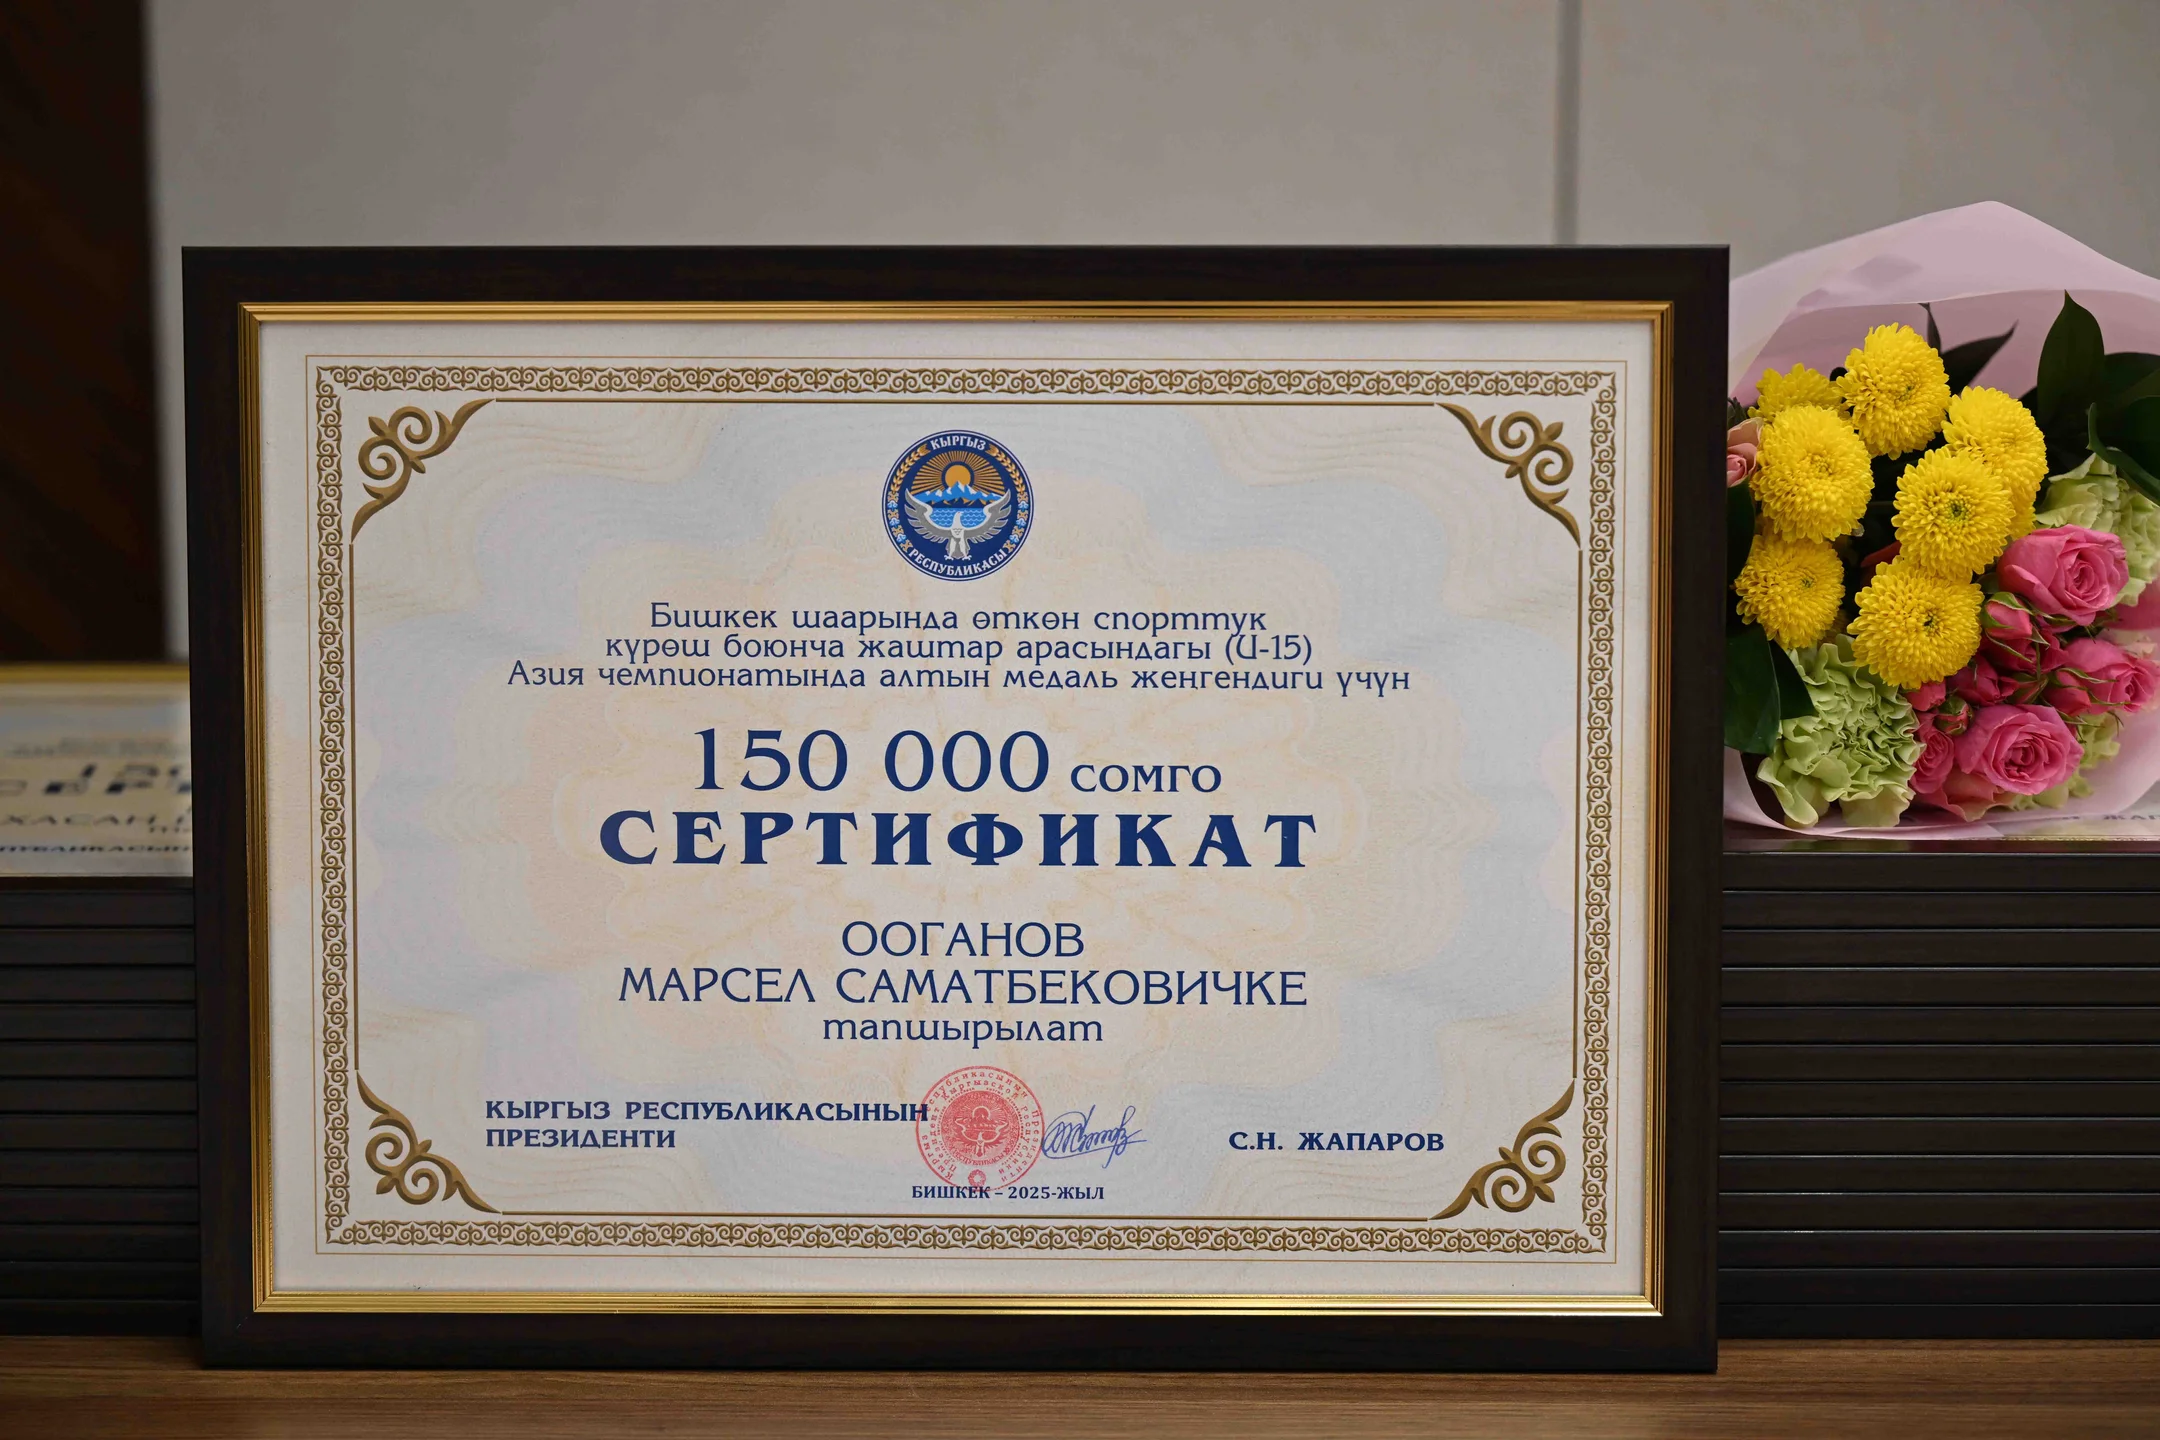 КЫРГЫЗ
РЕСПУБЛИКАСЫ
Бишкек шаарында өткөн спорттук
күрөш боюнча жаштар арасындагы (U-15)
Азия чемпионатында алтын медаль жеңгендиги үчүн
150 000 сомго
СЕРТИФИКАТ
ООГАНОВ
МАРСЕЛ САМАТБЕКОВИЧКЕ
тапшырылат
КЫРГЫЗ РЕСПУБЛИКАСЫНЫН
ПРЕЗИДЕНТИ
С.Н. ЖАПАРОВ
БИШКЕК – 2025-ЖЫЛ
ХАСАН